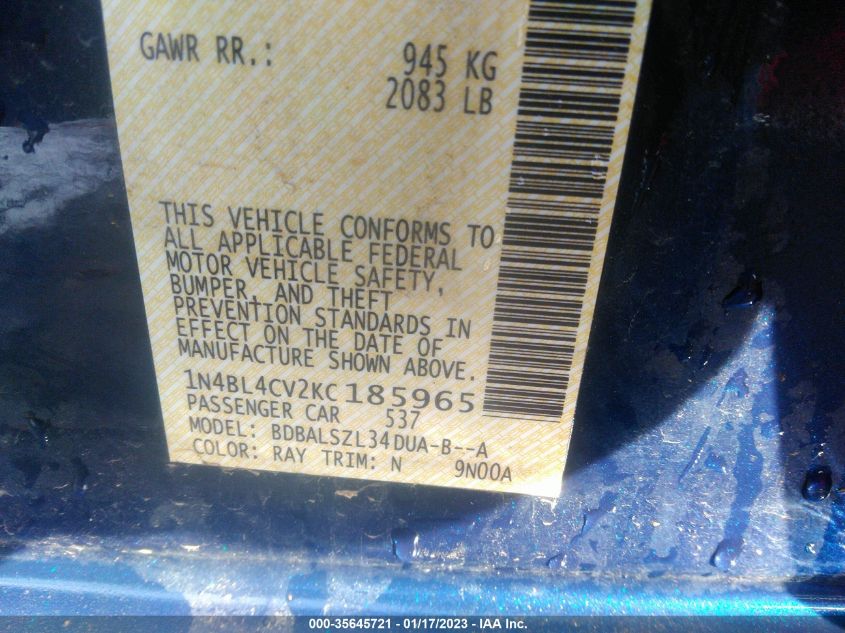 GAWR RR.: 945 KG
2083 LB
THIS VEHICLE CONFORMS TO
ALL APPLICABLE FEDERAL
MOTOR VEHICLE SAFETY,
BUMPER, AND THEFT
PREVENTION STANDARDS IN
EFFECT ON THE DATE OF
MANUFACTURE SHOWN ABOVE.
1N4BL4CV2KC185965
PASSENGER CAR 537
MODEL: BDBALSZL34DUA-B--A
COLOR: RAY TRIM: N 9N00A
000-35645721 - 01/17/2023 - IAA Inc.